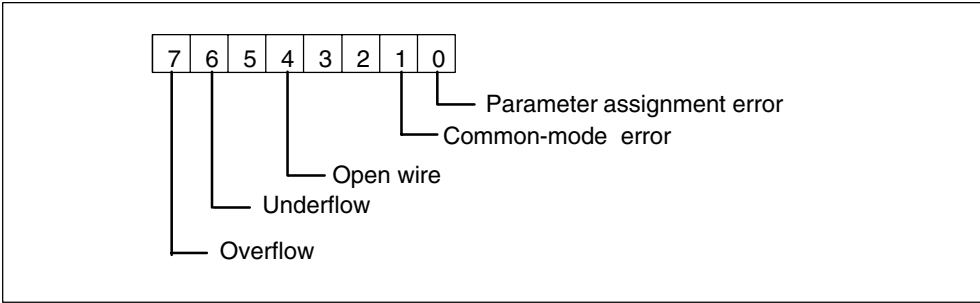 7 6 5 4 3 2 1 0
Parameter assignment error
Common-mode error
Open wire
Underflow
Overflow